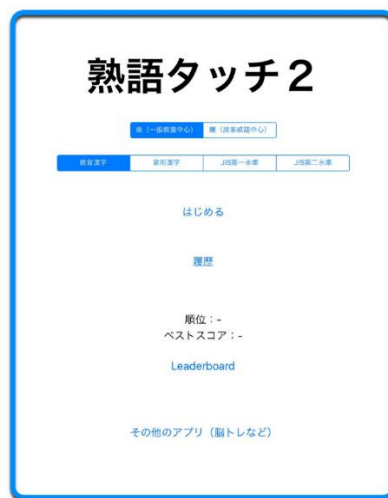 熟語タッチ2
楽（一般教養中心） 難（故事成語中心）
教育漢字 常用漢字 JIS第一水準 JIS第二水準
はじめる
履歴
順位：-
ベストスコア：-
Leaderboard
その他のアプリ（脳トレなど）